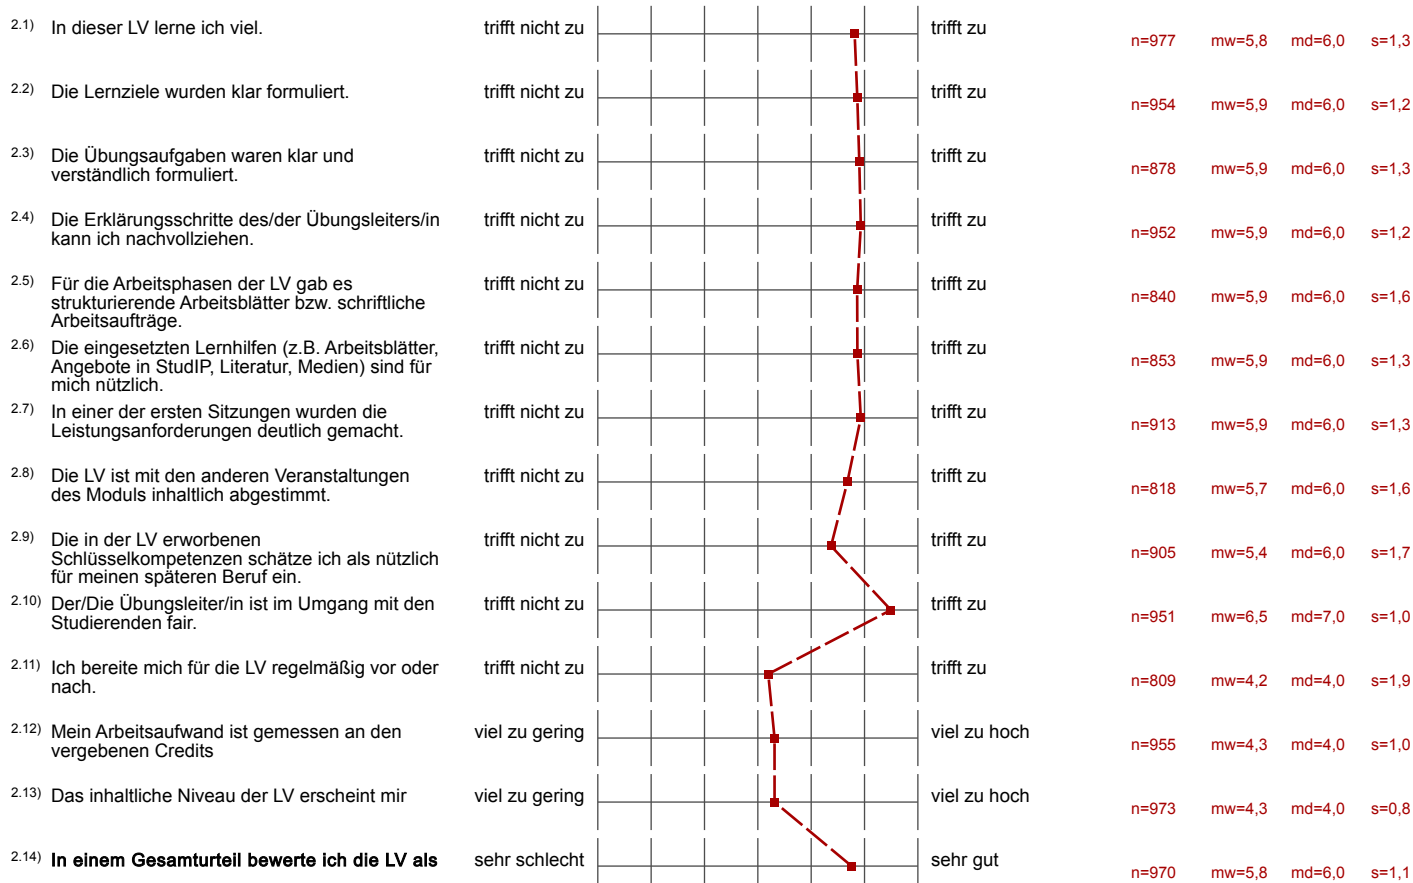 2.1) In dieser LV lerne ich viel. trifft nicht zu trifft zu n=977 mw=5,8 md=6,0 s=1,3
2.2) Die Lernziele wurden klar formuliert. trifft nicht zu trifft zu n=954 mw=5,9 md=6,0 s=1,2
2.3) Die Übungsaufgaben waren klar und trifft nicht zu trifft zu n=878 mw=5,9 md=6,0 s=1,3
verständlich formuliert.
2.4) Die Erklärungsschritte des/der Übungsleiters/in trifft nicht zu trifft zu n=952 mw=5,9 md=6,0 s=1,2
kann ich nachvollziehen.
2.5) Für die Arbeitsphasen der LV gab es trifft nicht zu trifft zu n=840 mw=5,9 md=6,0 s=1,6
strukturierende Arbeitsblätter bzw. schriftliche
Arbeitsaufträge.
2.6) Die eingesetzten Lernhilfen (z.B. Arbeitsblätter, trifft nicht zu trifft zu n=853 mw=5,9 md=6,0 s=1,3
Angebote in StudIP, Literatur, Medien) sind für
mich nützlich.
2.7) In einer der ersten Sitzungen wurden die trifft nicht zu trifft zu n=913 mw=5,9 md=6,0 s=1,3
Leistungsanforderungen deutlich gemacht.
2.8) Die LV ist mit den anderen Veranstaltungen trifft nicht zu trifft zu n=818 mw=5,7 md=6,0 s=1,6
des Moduls inhaltlich abgestimmt.
2.9) Die in der LV erworbenen trifft nicht zu trifft zu n=905 mw=5,4 md=6,0 s=1,7
Schlüsselkompetenzen schätze ich als nützlich
für meinen späteren Beruf ein.
2.10) Der/Die Übungsleiter/in ist im Umgang mit den trifft nicht zu trifft zu n=951 mw=6,5 md=7,0 s=1,0
Studierenden fair.
2.11) Ich bereite mich für die LV regelmäßig vor oder trifft nicht zu trifft zu n=809 mw=4,2 md=4,0 s=1,9
nach.
2.12) Mein Arbeitsaufwand ist gemessen an den viel zu gering viel zu hoch n=955 mw=4,3 md=4,0 s=1,0
vergebenen Credits
2.13) Das inhaltliche Niveau der LV erscheint mir viel zu gering viel zu hoch n=973 mw=4,3 md=4,0 s=0,8
2.14) In einem Gesamturteil bewerte ich die LV als sehr schlecht sehr gut n=970 mw=5,8 md=6,0 s=1,1